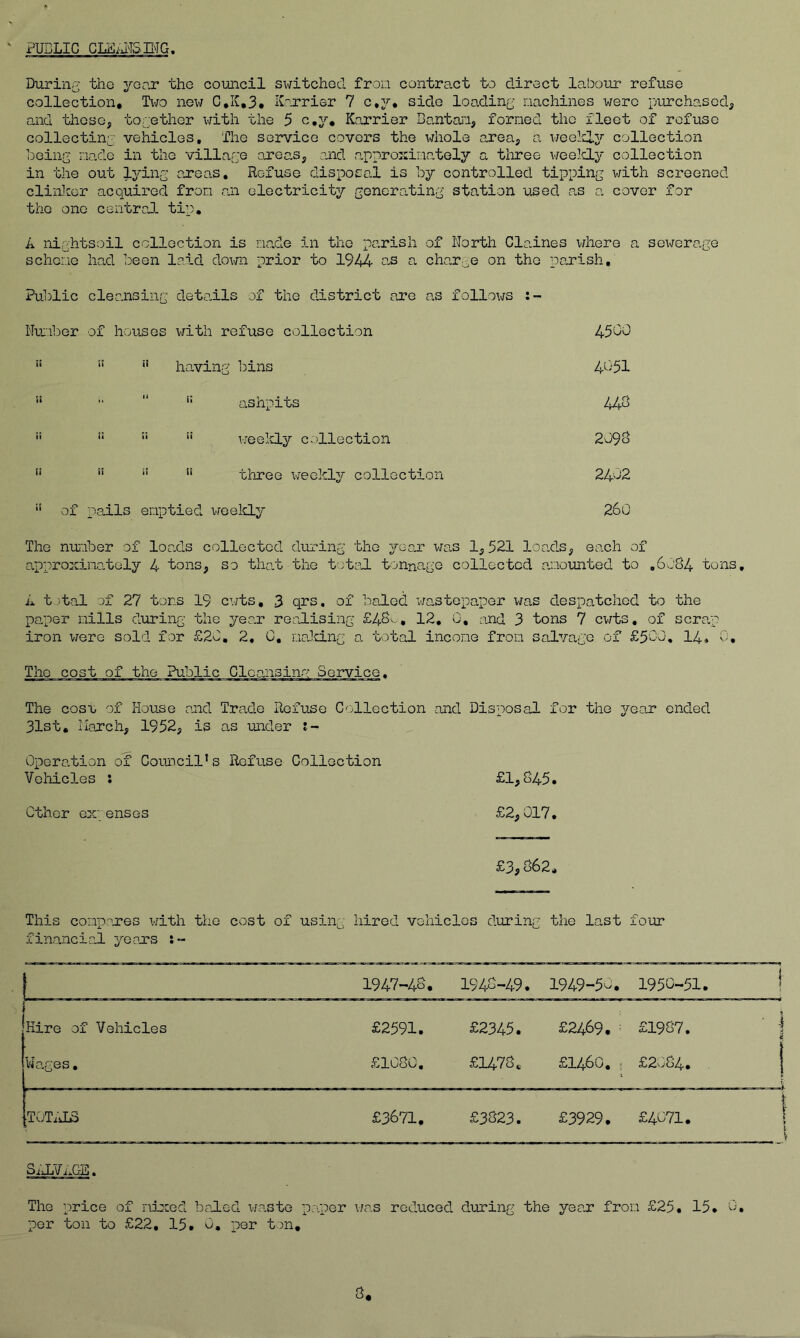 PUBLIC CLEANSING.
During the year the council switched from contract to direct labour refuse
collection. Two new C.K.3. Karrier 7 c.y. side loading machines were purchased,
and these, together with the 5 c.y. Karrier Bantam, formed the fleet of refuse
collecting vehicles. The service covers the whole area, a weekly collection
being made in the village areas, and approximately a three weekly collection
in the out lying areas. Refuse disposal is by controlled tipping with screened
clinker acquired from an electricity generating station used as a cover for
the one central tip.
A nightsoil collection is made in the parish of North Claines where a sewerage
scheme had been laid down prior to 1944 as a charge on the parish.
Public cleansing details of the district are as follows :-
Number of houses with refuse collection 4500
" " " having bins 4051
" " " " ashpits 448
" " " " weekly collection 2098
" " " " three weekly collection 2402
" of pails emptied weekly 260
The number of loads collected during the year was 1,521 loads, each of
approximately 4 tons, so that the total tonnage collected amounted to .6084 tons.
A total of 27 tons 19 cwts. 3 qrs. of baled wastepaper was despatched to the
paper mills during the year realising £480. 12. 0. and 3 tons 7 cwts. of scrap
iron were sold for £20. 2. 0. making a total income from salvage of £500. 14. 0.
The cost of the Public Cleansing Service.
The cost of House and Trade Refuse Collection and Disposal for the year ended
31st. March, 1952, is as under :-
Operation of Council's Refuse Collection
Vehicles : £1,845.
Other expenses £2,017.
£3,862.
This compares with the cost of using hired vehicles during the last four
financial years :-
1947-48. 1948-49. 1949-50. 1950-51.
Hire of Vehicles £2591. £2345. £2469. £1987.
Wages. £1080. £1478. £1460. £2084.
TOTALS £3671. £3823. £3929. £4071.
SALVAGE.
The price of mixed baled waste paper was reduced during the year from £25. 15. 0.
per ton to £22. 15. 0. per ton.
8.